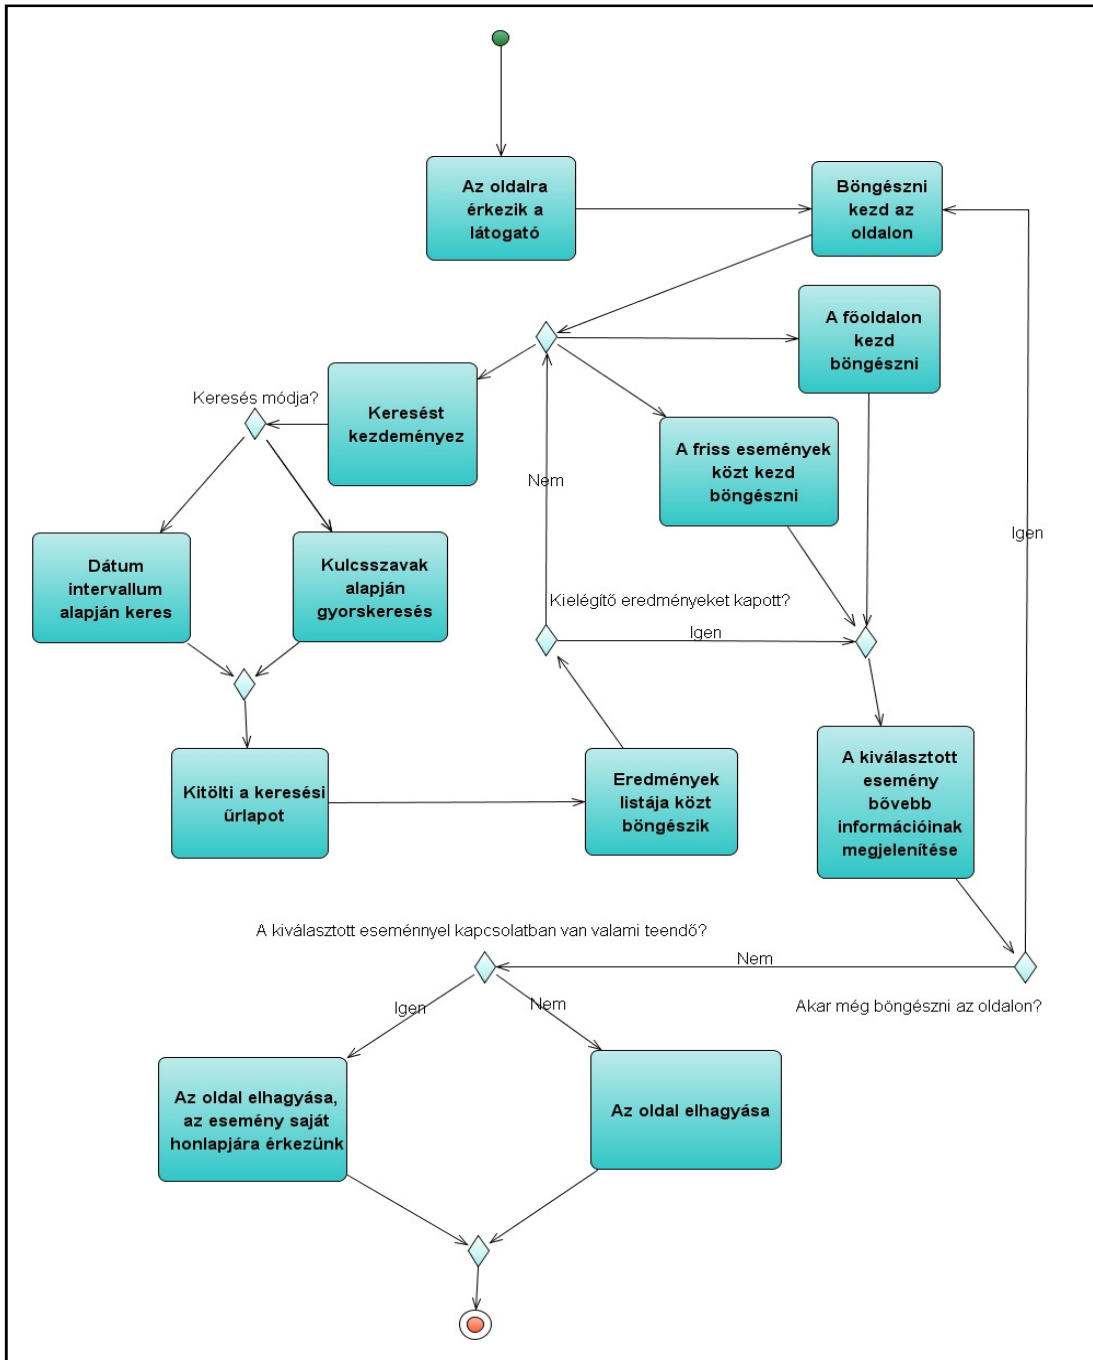 Az oldalra
érkezik a
látogató
Böngészni
kezd az
oldalon
A főoldalon
kezd
böngészni
Keresés módja?
Keresést
kezdeményez
A friss események
közt kezd
böngészni
Nem
Igen
Dátum
intervallum
alapján keres
Kulcsszavak
alapján
gyorskeresés
Kielégítő eredményeket kapott?
Igen
Kitölti a keresési
űrlapot
Eredmények
listája közt
böngészik
A kiválasztott
esemény
bővebb
információinak
megjelenítése
A kiválasztott eseménnyel kapcsolatban van valami teendő?
Nem
Akar még böngészni az oldalon?
Igen
Nem
Az oldal elhagyása,
az esemény saját
honlapjára érkezünk
Az oldal elhagyása